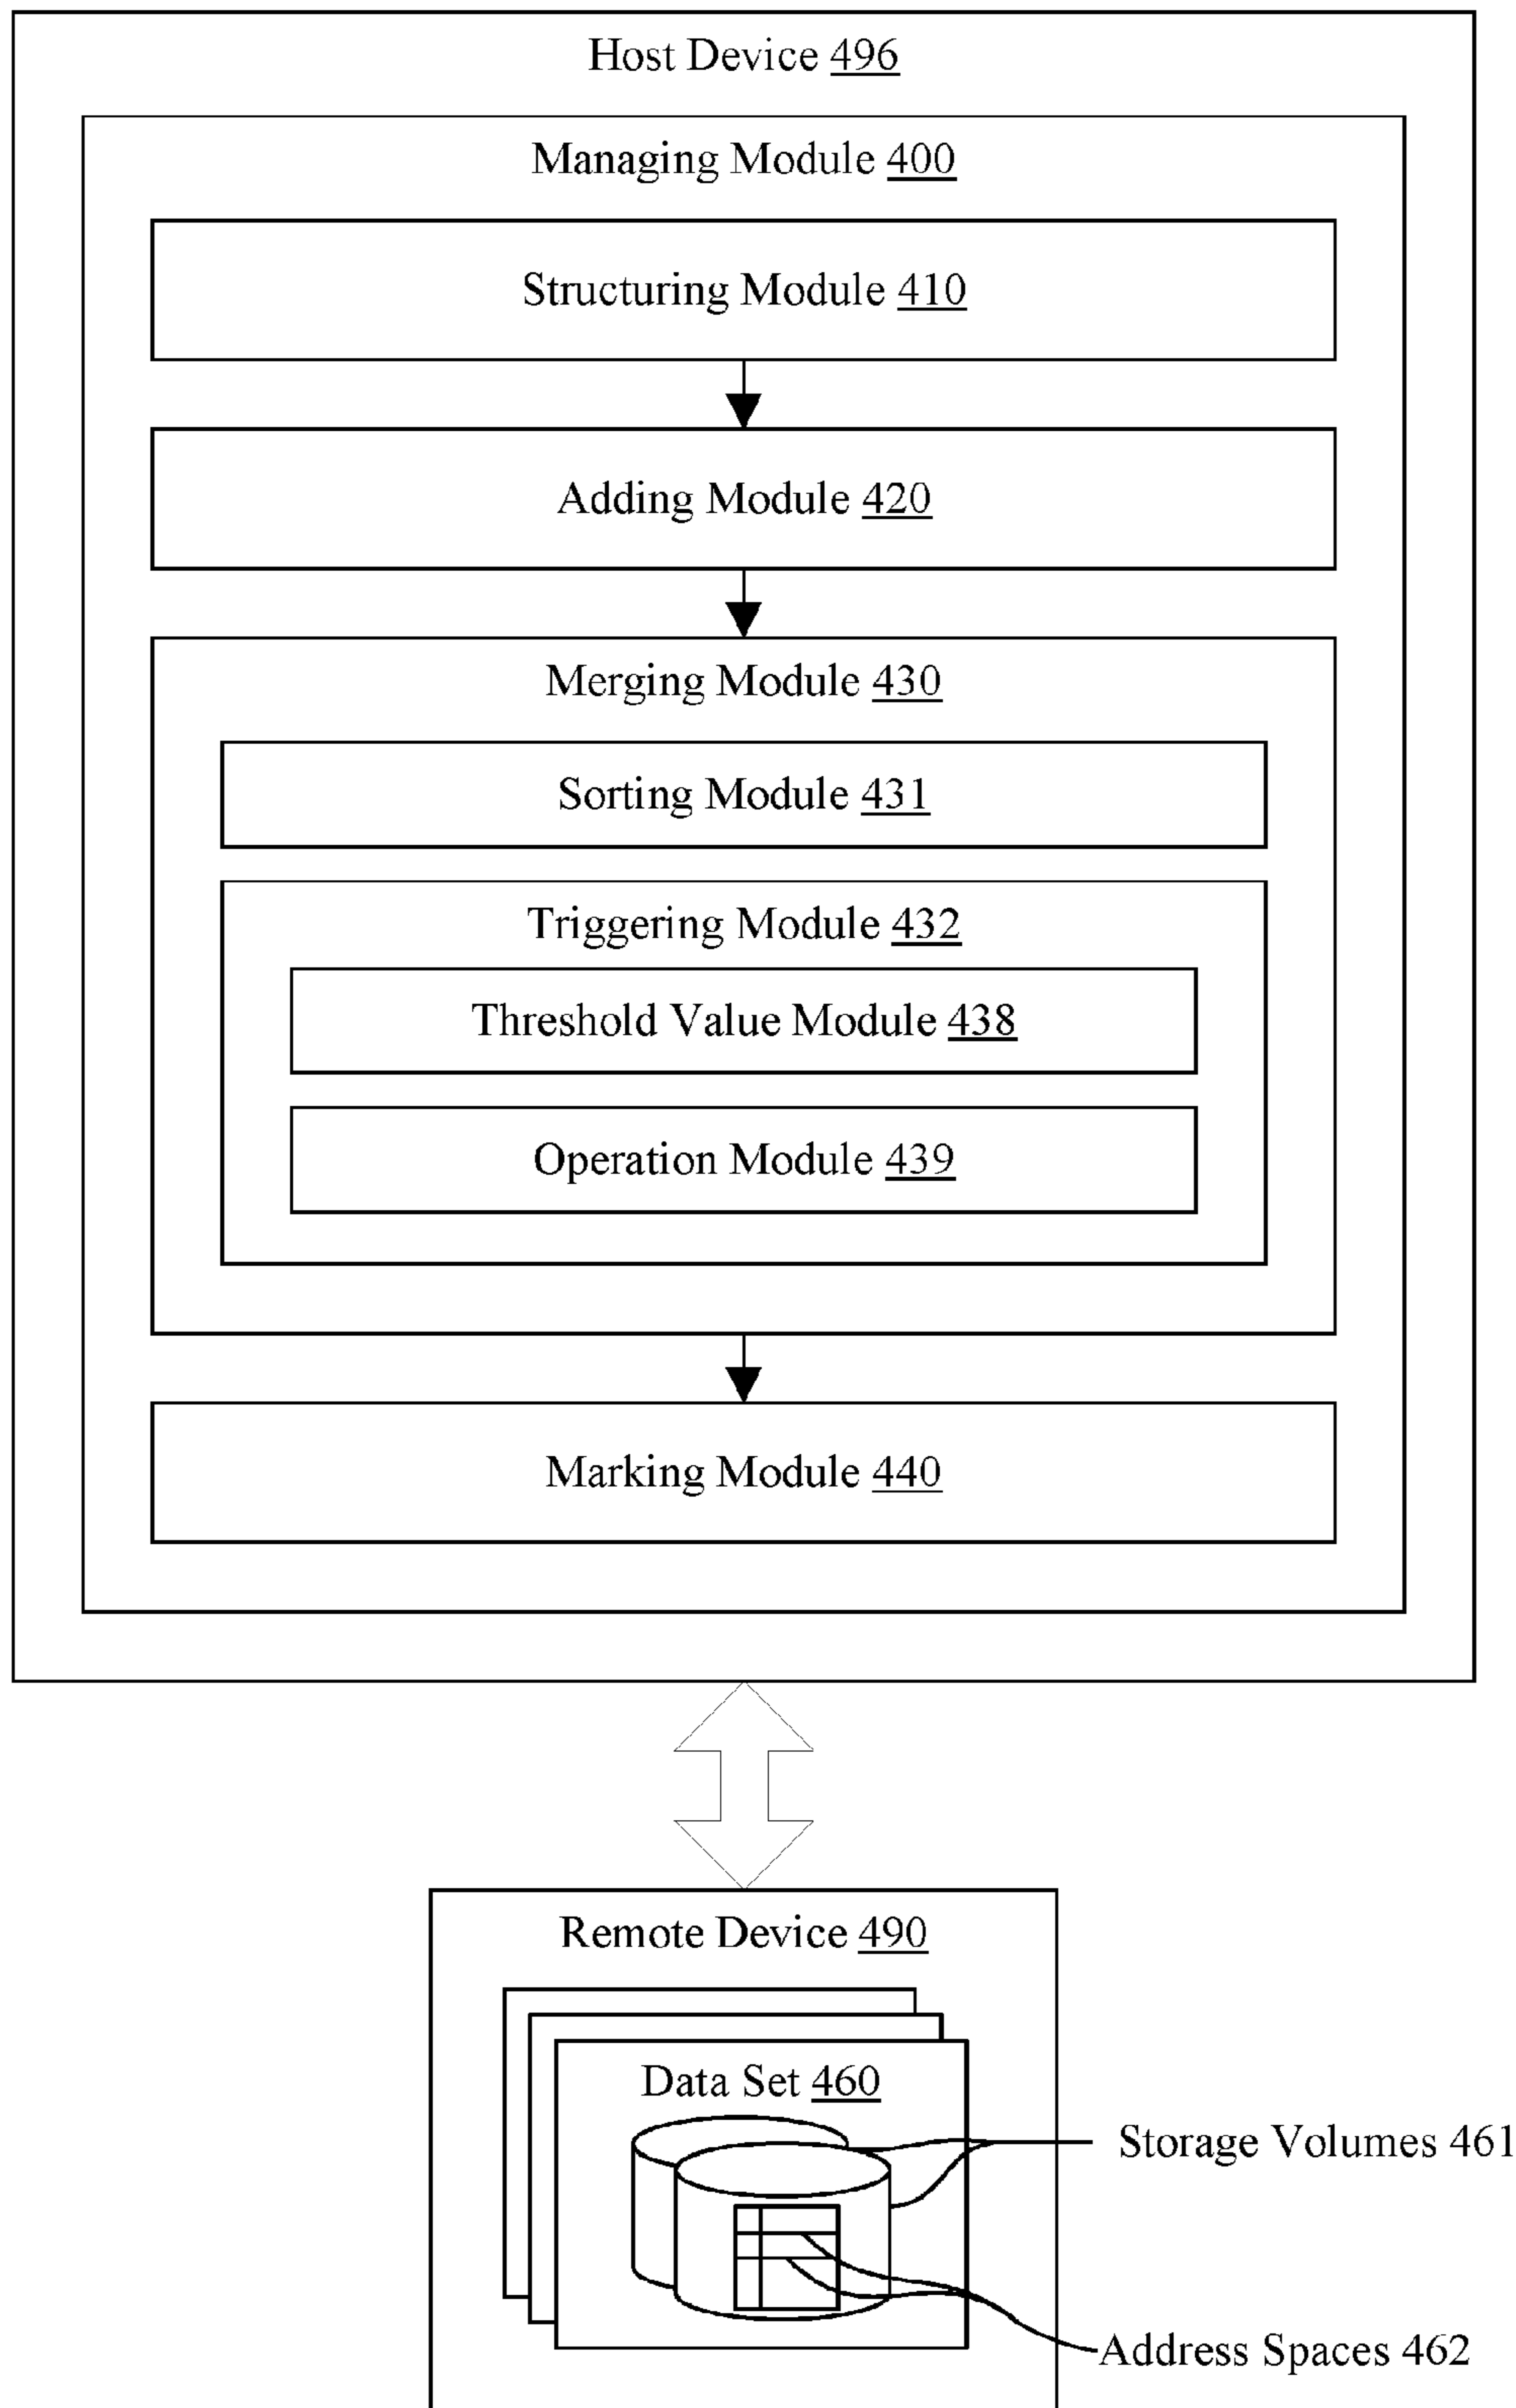 Host Device 496
Managing Module 400
Structuring Module 410
Adding Module 420
Merging Module 430
Sorting Module 431
Triggering Module 432
Threshold Value Module 438
Operation Module 439
Marking Module 440
Remote Device 490
Data Set 460
Storage Volumes 461
Address Spaces 462